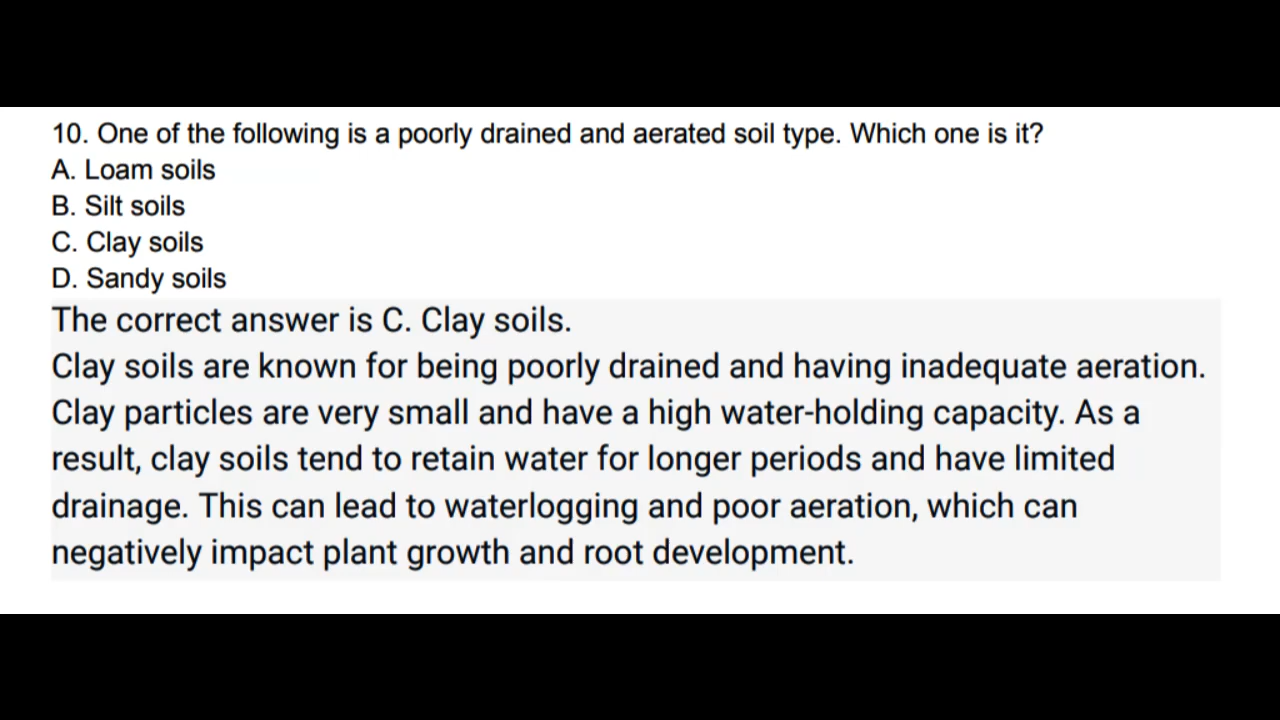 10. One of the following is a poorly drained and aerated soil type. Which one is it?
A. Loam soils
B. Silt soils
C. Clay soils
D. Sandy soils
The correct answer is C. Clay soils.
Clay soils are known for being poorly drained and having inadequate aeration.
Clay particles are very small and have a high water-holding capacity. As a
result, clay soils tend to retain water for longer periods and have limited
drainage. This can lead to waterlogging and poor aeration, which can
negatively impact plant growth and root development.